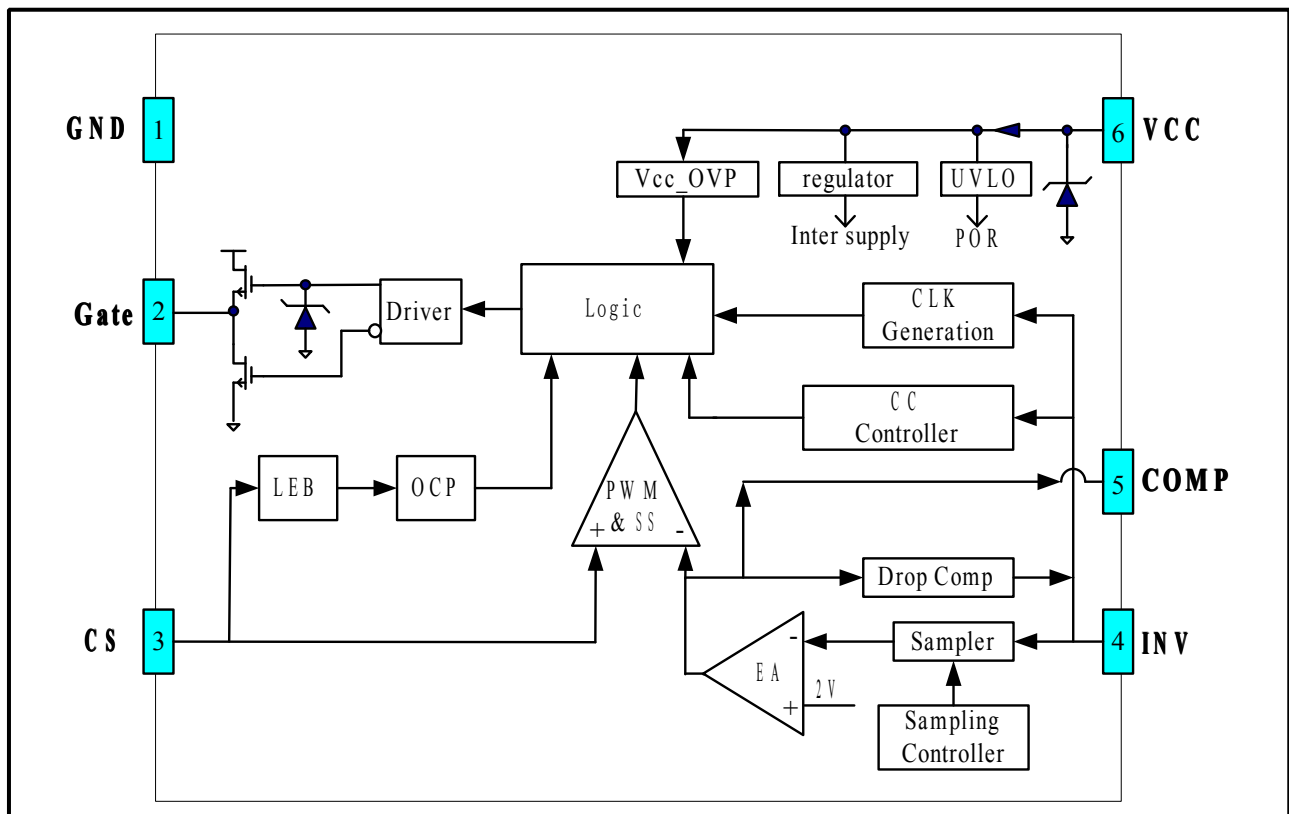 GND
1
6
VCC
Vcc_OVP
regulator
UVLO
Inter supply
POR
Gate
2
Driver
Logic
CLK
Generation
CC
Controller
LEB
OCP
PWM
& SS
+
-
5
COMP
Drop Comp
CS
3
EA
-
+
2V
Sampler
4
INV
Sampling
Controller